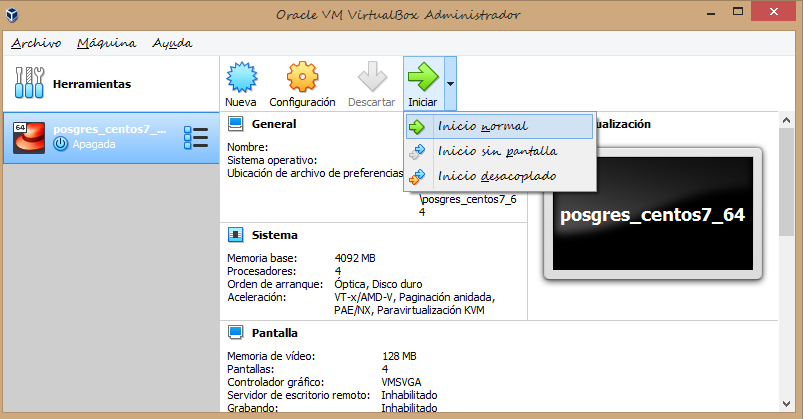 Oracle VM VirtualBox Administrador
Archivo Máquina Ayuda
Herramientas
Nueva Configuración Descartar Iniciar
64 posgres_centos7_...
Apagada
Inicio normal
Inicio sin pantalla
Inicio desacoplado
General
Nombre:
Sistema operativo:
Ubicación de archivo de preferencias
\posgres_centos7_6
4
Sistema
Memoria base: 4092 MB
Procesadores: 4
Orden de arranque: Óptica, Disco duro
Aceleración: VT-x/AMD-V, Paginación anidada,
PAE/NX, Paravirtualización KVM
Pantalla
Memoria de vídeo: 128 MB
Pantallas: 4
Controlador gráfico: VMSVGA
Servidor de escritorio remoto: Inhabilitado
Grabando: Inhabilitado
ualización
posgres_centos7_64